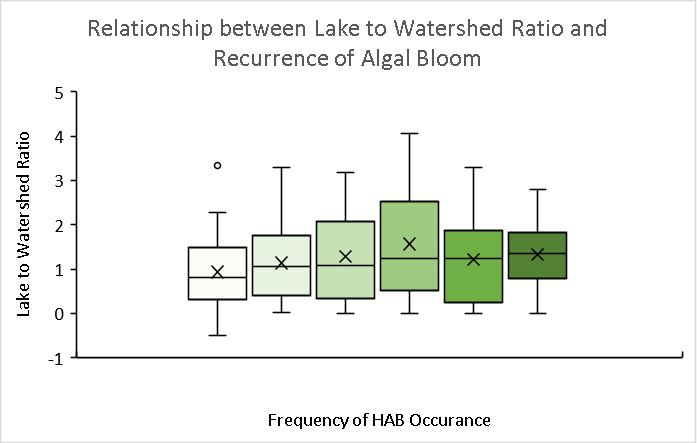 Relationship between Lake to Watershed Ratio and
Recurrence of Algal Bloom
5
4
3
2
1
0
-1
Lake to Watershed Ratio
Frequency of HAB Occurance